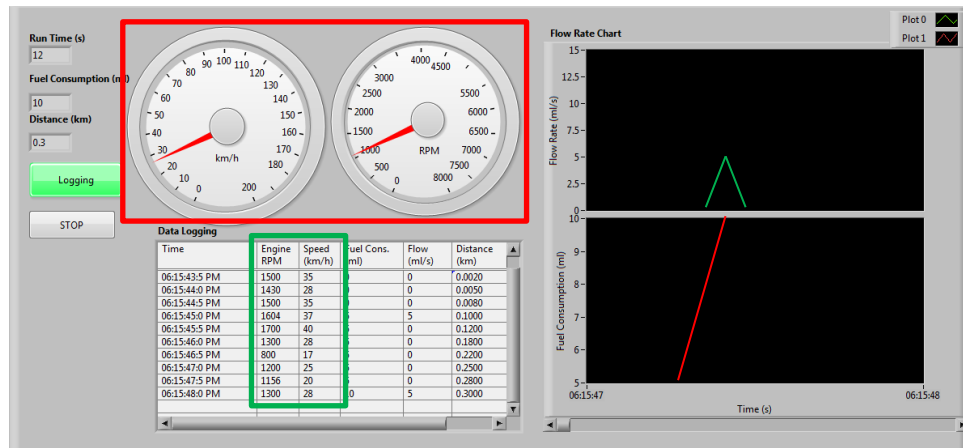 Run Time (s)
12
Fuel Consumption (m)
10
Distance (km)
0.3
Logging
STOP
0 10 20 30 40 50 60 70 80 90 100 110 120 130 140 150 160 170 180 200
km/h
0 500 1000 1500 2000 2500 3000 4000 4500 5500 6000 6500 7000 7500 8000
RPM
Data Logging
Time Engine RPM Speed (km/h) Fuel Cons. (ml) Flow (ml/s) Distance (km)
06:15:43:5 PM 1500 35 0 0.0020
06:15:44:0 PM 1430 28 0 0.0050
06:15:44:5 PM 1500 35 0 0.0080
06:15:45:0 PM 1604 37 5 0.1000
06:15:45:5 PM 1700 40 0 0.1200
06:15:46:0 PM 1300 28 0 0.1800
06:15:46:5 PM 800 17 0 0.2200
06:15:47:0 PM 1200 25 0 0.2500
06:15:47:5 PM 1156 20 0 0.2800
06:15:48:0 PM 1300 28 0 5 0.3000
Flow Rate Chart
Plot 0
Plot 1
Flow Rate (ml/s)
15
12.5
10
7.5
5
2.5
0
Fuel Consumption (ml)
10
9
8
7
6
5
06:15:47 06:15:48
Time (s)